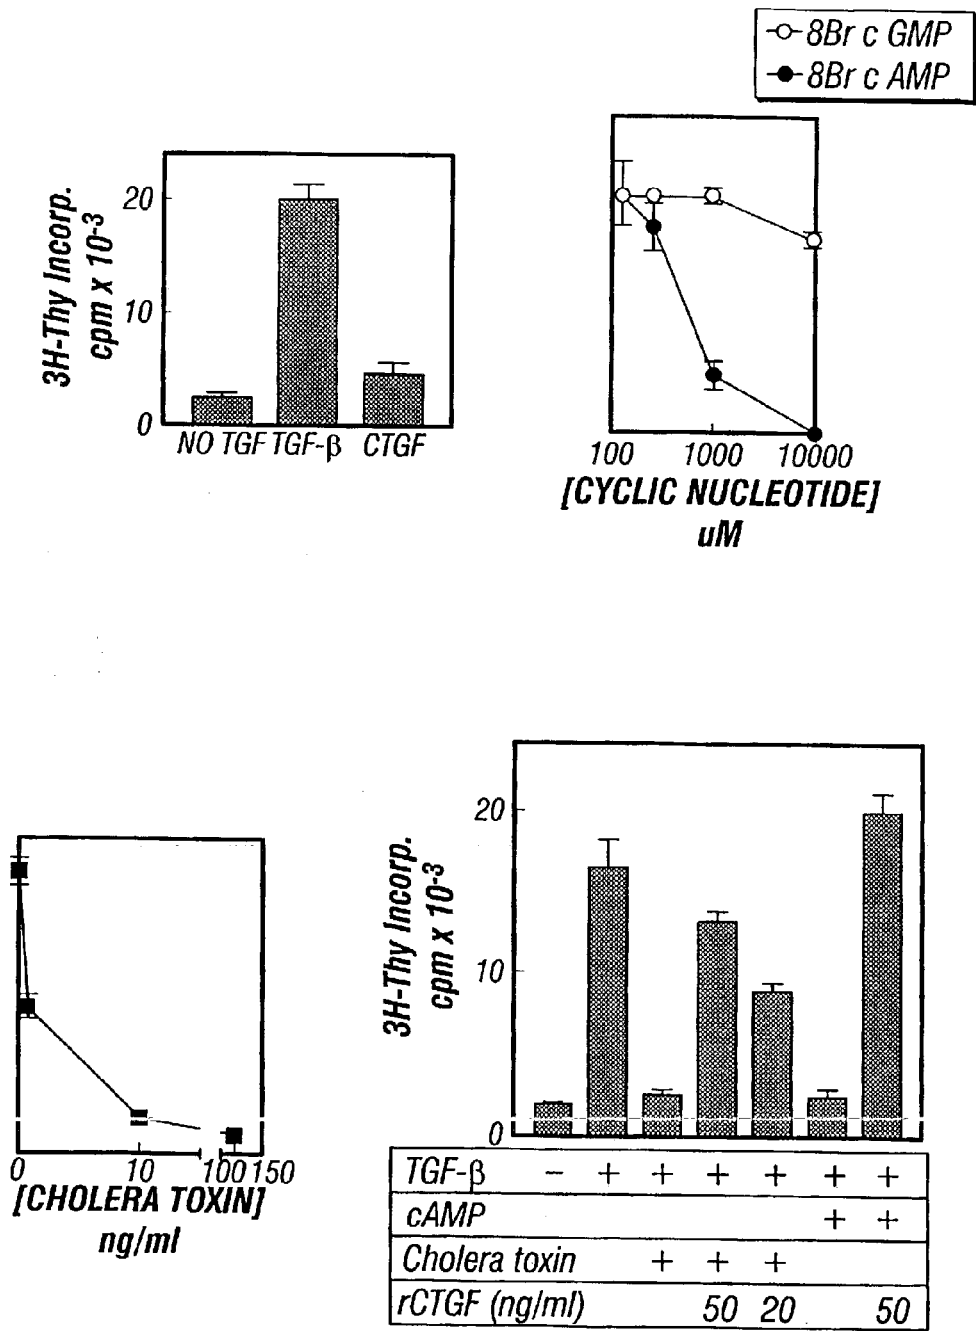 8Br c GMP
8Br c AMP
3H-Thy Incorp.
cpm x 10-3
20
10
0
NO TGF TGF-β CTGF
100 1000 10000
[CYCLIC NUCLEOTIDE]
uM
0 10 100 150
[CHOLERA TOXIN]
ng/ml
3H-Thy Incorp.
cpm x 10-3
20
10
0
TGF-β - + + + + + +
cAMP + +
Cholera toxin + + +
rCTGF (ng/ml) 50 20 50